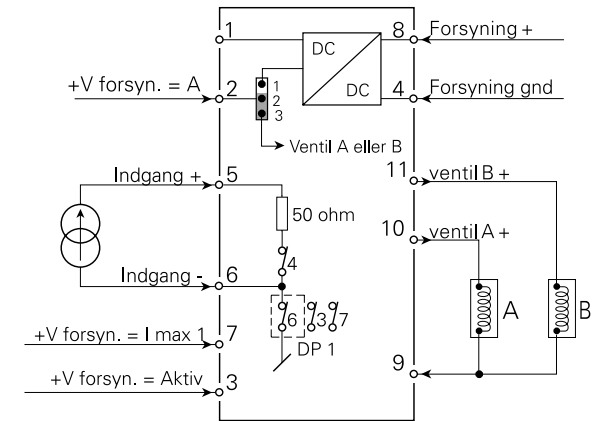 1
8
Forsyning +
DC
DC
+V forsyn. = A
2
1
2
3
4
Forsyning gnd
Ventil A eller B
Indgang +
5
11
ventil B +
50 ohm
10
ventil A +
4
Indgang -
6
6
3
7
A
B
+V forsyn. = I max 1
7
DP 1
9
+V forsyn. = Aktiv
3